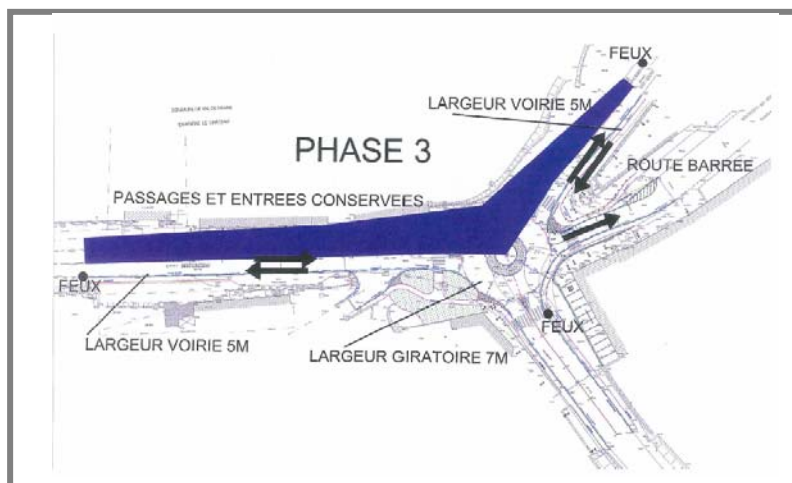 FEUX
LARGEUR VOIRIE 5M
PHASE 3
ROUTE BARREE
PASSAGES ET ENTREES CONSERVEES
FEUX
FEUX
LARGEUR VOIRIE 5M
LARGEUR GIRATOIRE 7M